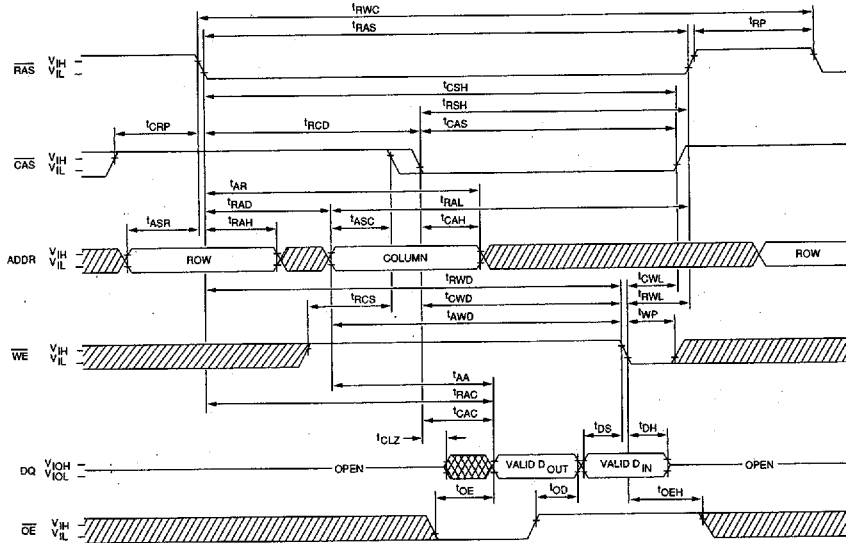 tRWC
tRAS
tRP
RAS
VIH
VIL
tCSH
tRSH
tCRP
tRCD
tCAS
CAS
VIH
VIL
tAR
tRAD
tRAL
tASR
tRAH
tASC
tCAH
ADDR
VIH
VIL
ROW
COLUMN
ROW
tRWD
tCWL
tRCS
tCWD
tRWL
tAWD
tWP
WE
VIH
VIL
tAA
tRAC
tCAC
tCLZ
tDS
tDH
DQ
VIOH
VIOL
OPEN
VALID DOUT
VALID DIN
OPEN
tOE
tOD
tOEH
OE
VIH
VIL